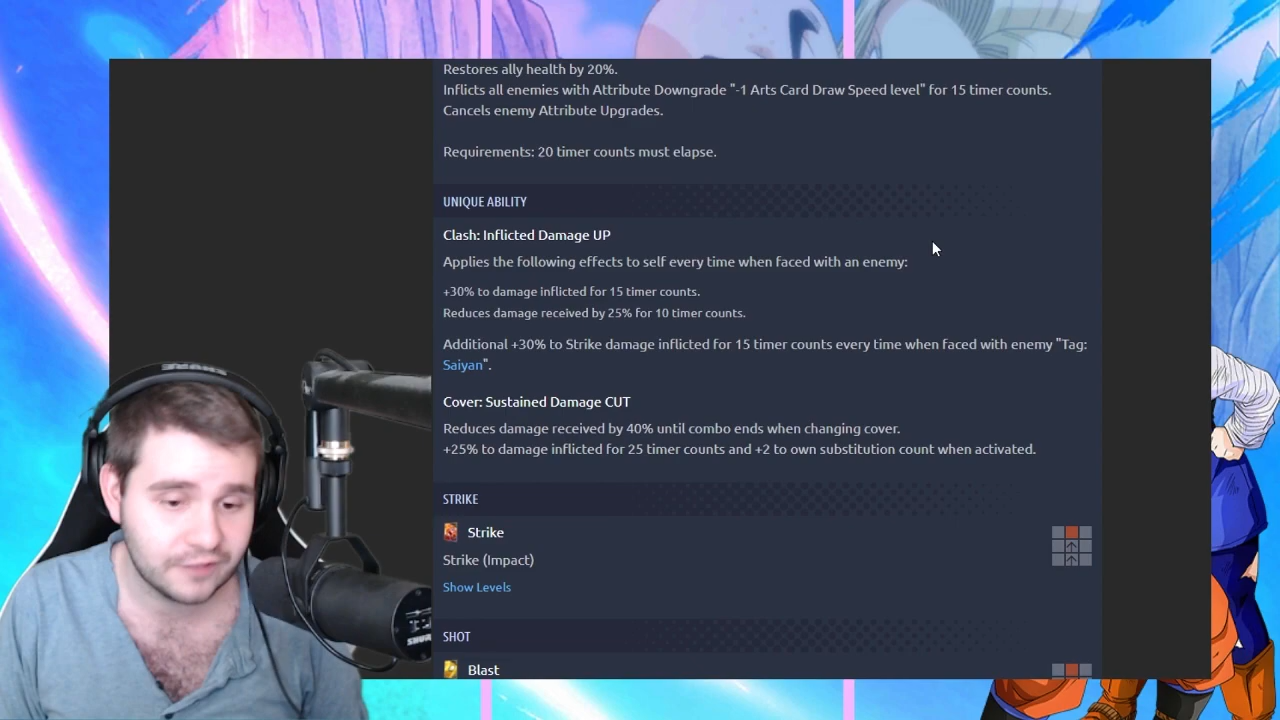 Restores ally health by 20%.
Inflicts all enemies with Attribute Downgrade "-1 Arts Card Draw Speed level" for 15 timer counts.
Cancels enemy Attribute Upgrades.
Requirements: 20 timer counts must elapse.
UNIQUE ABILITY
Clash: Inflicted Damage UP
Applies the following effects to self every time when faced with an enemy:
+30% to damage inflicted for 15 timer counts.
Reduces damage received by 25% for 10 timer counts.
Additional +30% to Strike damage inflicted for 15 timer counts every time when faced with enemy "Tag:
Saiyan".
Cover: Sustained Damage CUT
Reduces damage received by 40% until combo ends when changing cover.
+25% to damage inflicted for 25 timer counts and +2 to own substitution count when activated.
STRIKE
Strike
Strike (Impact)
Show Levels
SHOT
Blast